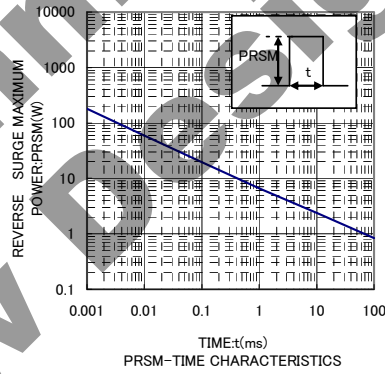 REVERSE SURGE MAXIMUM
POWER:PRSM(W)
10000
1000
100
10
1
0.1
PRSM
t
0.001 0.01 0.1 1 10 100
TIME:t(ms)
PRSM-TIME CHARACTERISTICS